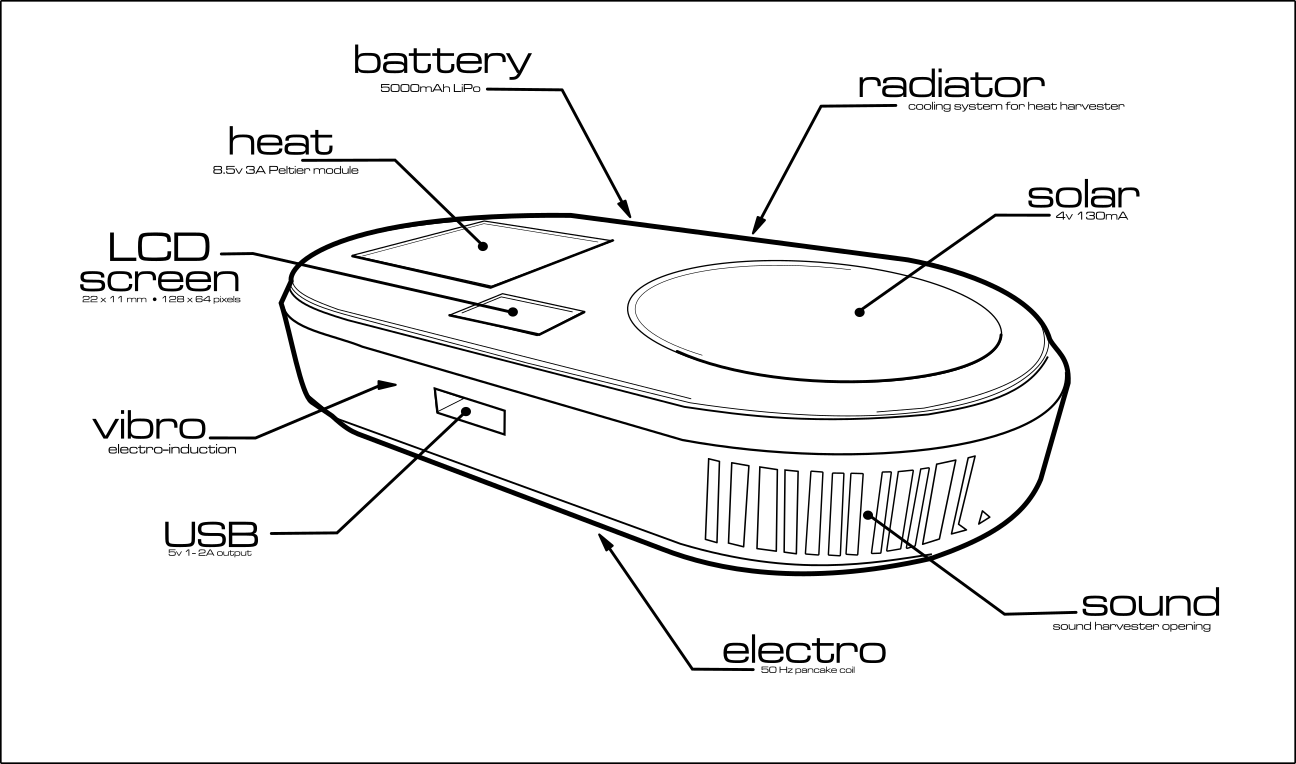 battery
5000mAh LiPo
radiator
cooling system for heat harvester
heat
8.5v 3A Peltier module
solar
4v 130mA
LCD
screen
22 x 11 mm • 128 x 64 pixels
vibro
electro-induction
USB
5v 1-2A output
sound
sound harvester opening
electro
50 Hz pancake coil